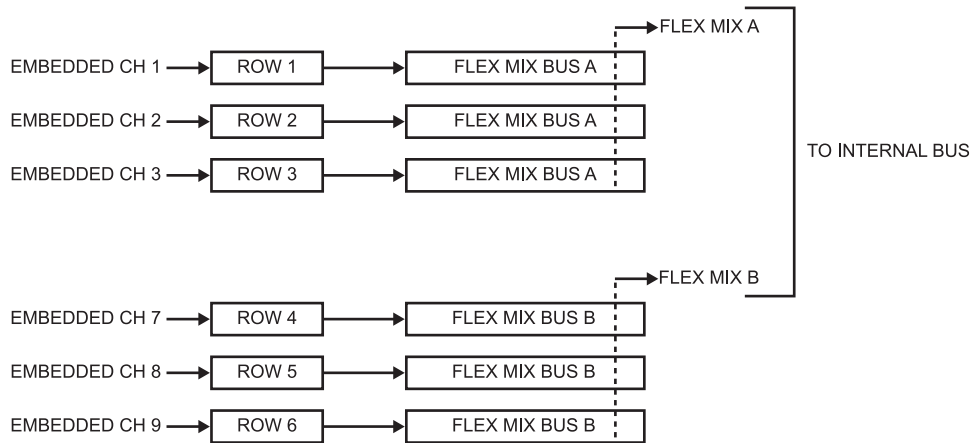 FLEX MIX A
EMBEDDED CH 1 ROW 1 FLEX MIX BUS A
EMBEDDED CH 2 ROW 2 FLEX MIX BUS A
TO INTERNAL BUS
EMBEDDED CH 3 ROW 3 FLEX MIX BUS A
FLEX MIX B
EMBEDDED CH 7 ROW 4 FLEX MIX BUS B
EMBEDDED CH 8 ROW 5 FLEX MIX BUS B
EMBEDDED CH 9 ROW 6 FLEX MIX BUS B